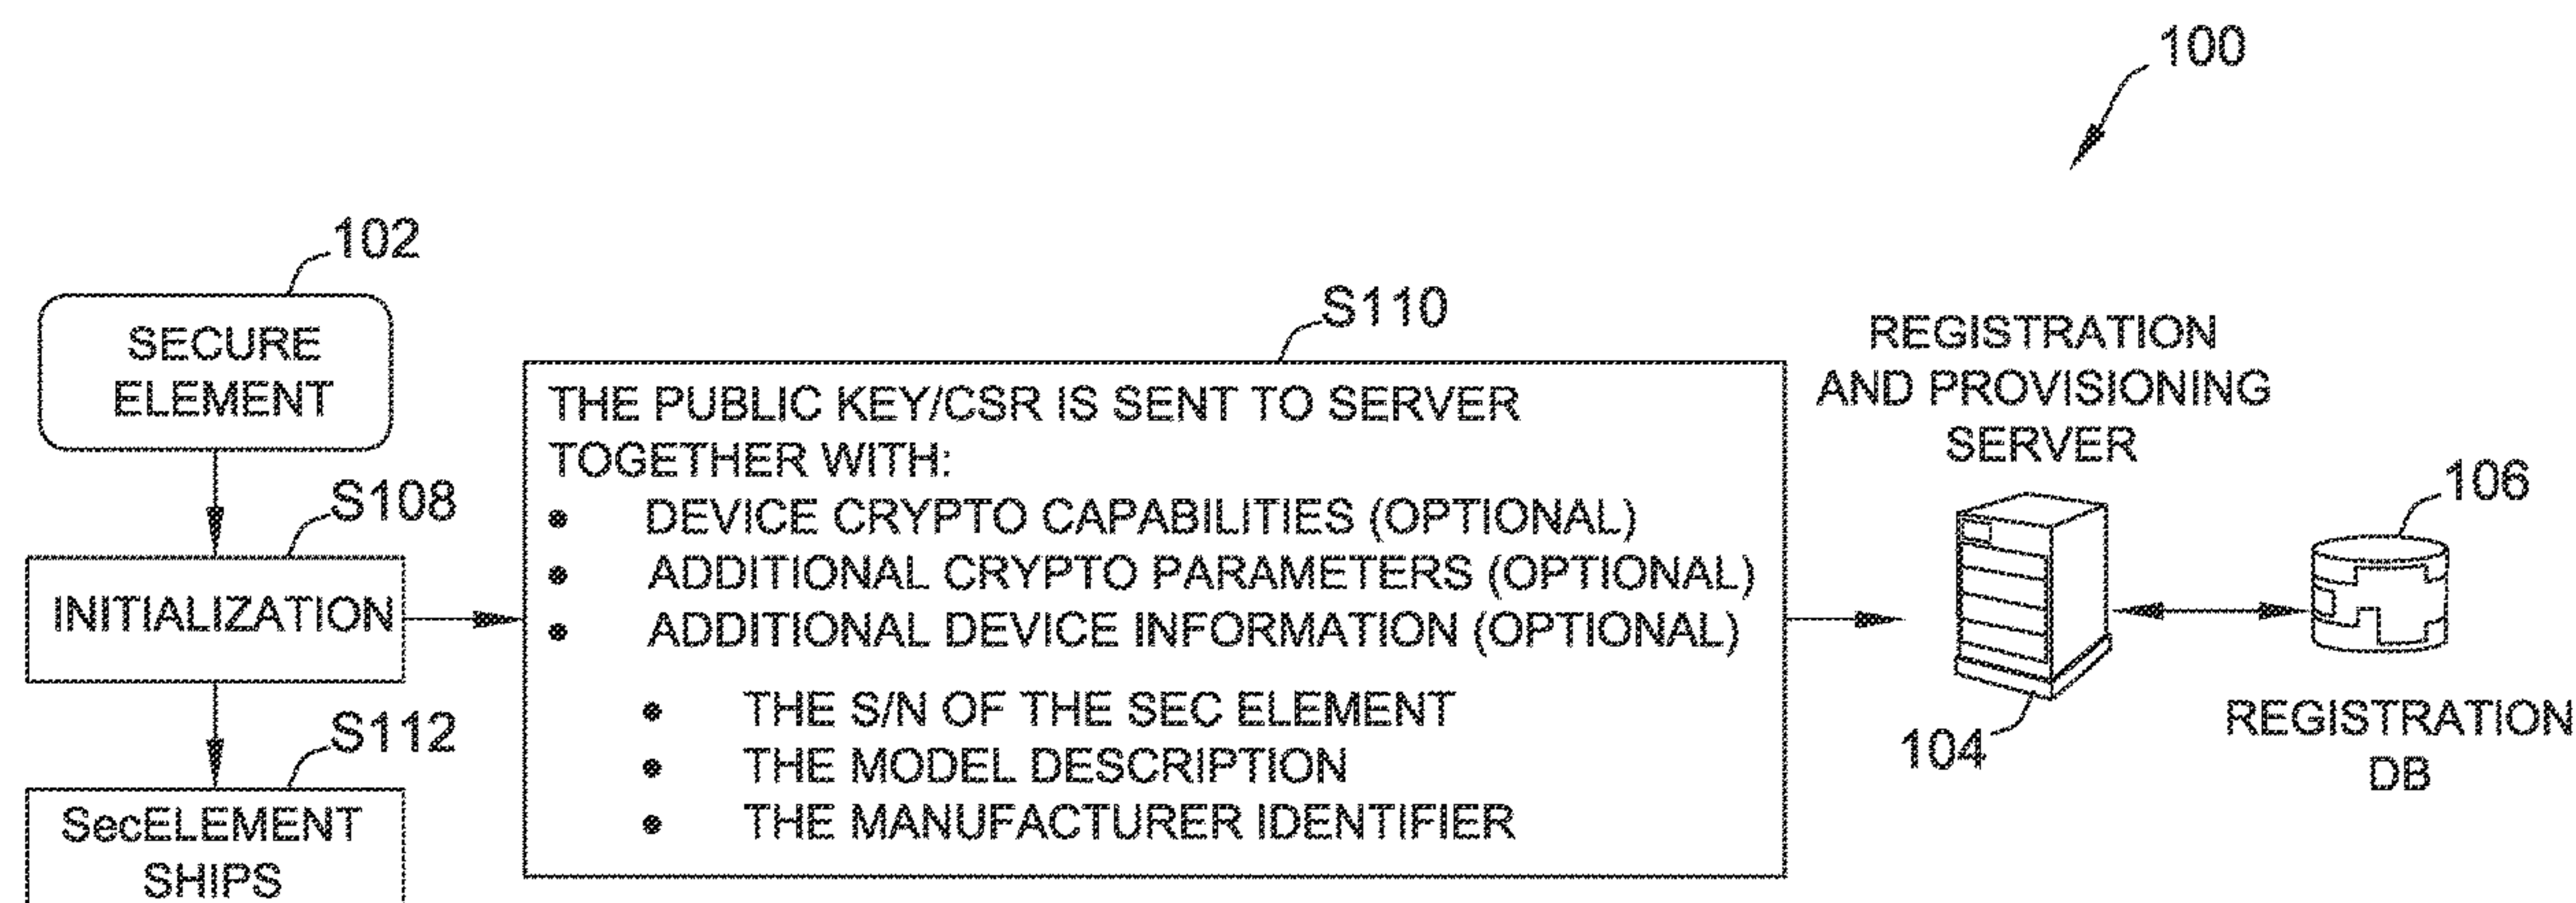 100
102
SECURE
ELEMENT
S108
INITIALIZATION
S112
SecELEMENT
SHIPS
S110
THE PUBLIC KEY/CSR IS SENT TO SERVER
TOGETHER WITH:
• DEVICE CRYPTO CAPABILITIES (OPTIONAL)
• ADDITIONAL CRYPTO PARAMETERS (OPTIONAL)
• ADDITIONAL DEVICE INFORMATION (OPTIONAL)
• THE S/N OF THE SEC ELEMENT
• THE MODEL DESCRIPTION
• THE MANUFACTURER IDENTIFIER
REGISTRATION
AND PROVISIONING
SERVER
104
106
REGISTRATION
DB